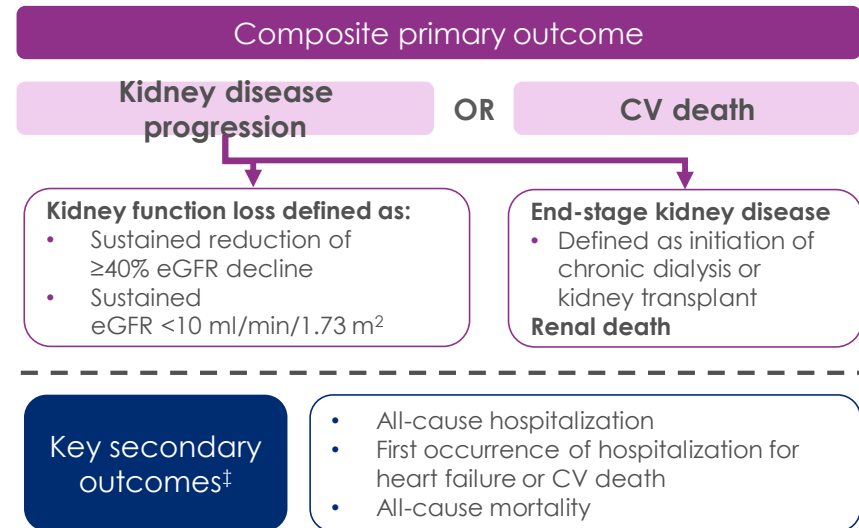 Composite primary outcome
Kidney disease
progression
OR
CV death
Kidney function loss defined as:
• Sustained reduction of
≥40% eGFR decline
• Sustained
eGFR <10 ml/min/1.73 m²
End-stage kidney disease
• Defined as initiation of
chronic dialysis or
kidney transplant
Renal death
Key secondary
outcomes‡
• All-cause hospitalization
• First occurrence of hospitalization for
heart failure or CV death
• All-cause mortality